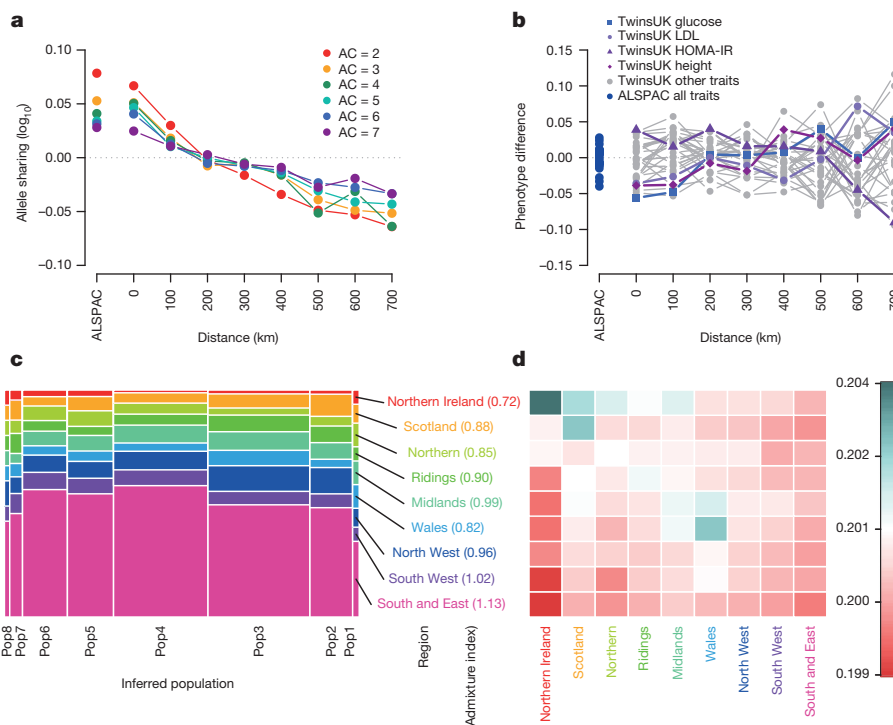 a
0.10
0.05
0.00
−0.05
−0.10
Allele sharing (log10)
AC = 2
AC = 3
AC = 4
AC = 5
AC = 6
AC = 7
ALSPAC
0
100
200
300
400
500
600
700
Distance (km)
b
TwinsUK glucose
TwinsUK LDL
TwinsUK HOMA-IR
TwinsUK height
TwinsUK other traits
ALSPAC all traits
0.15
0.10
0.05
0.00
−0.05
−0.10
−0.15
Phenotype difference
ALSPAC
0
100
200
300
400
500
600
700
Distance (km)
c
Northern Ireland (0.72)
Scotland (0.88)
Northern (0.85)
Ridings (0.90)
Midlands (0.99)
Wales (0.82)
North West (0.96)
South West (1.02)
South and East (1.13)
Pop8
Pop7
Pop6
Pop5
Pop4
Pop3
Pop2
Pop1
Inferred population
Region
Admixture index)
d
0.204
0.202
0.201
0.200
0.199
Northern Ireland
Scotland
Northern
Ridings
Midlands
Wales
North West
South West
South and East